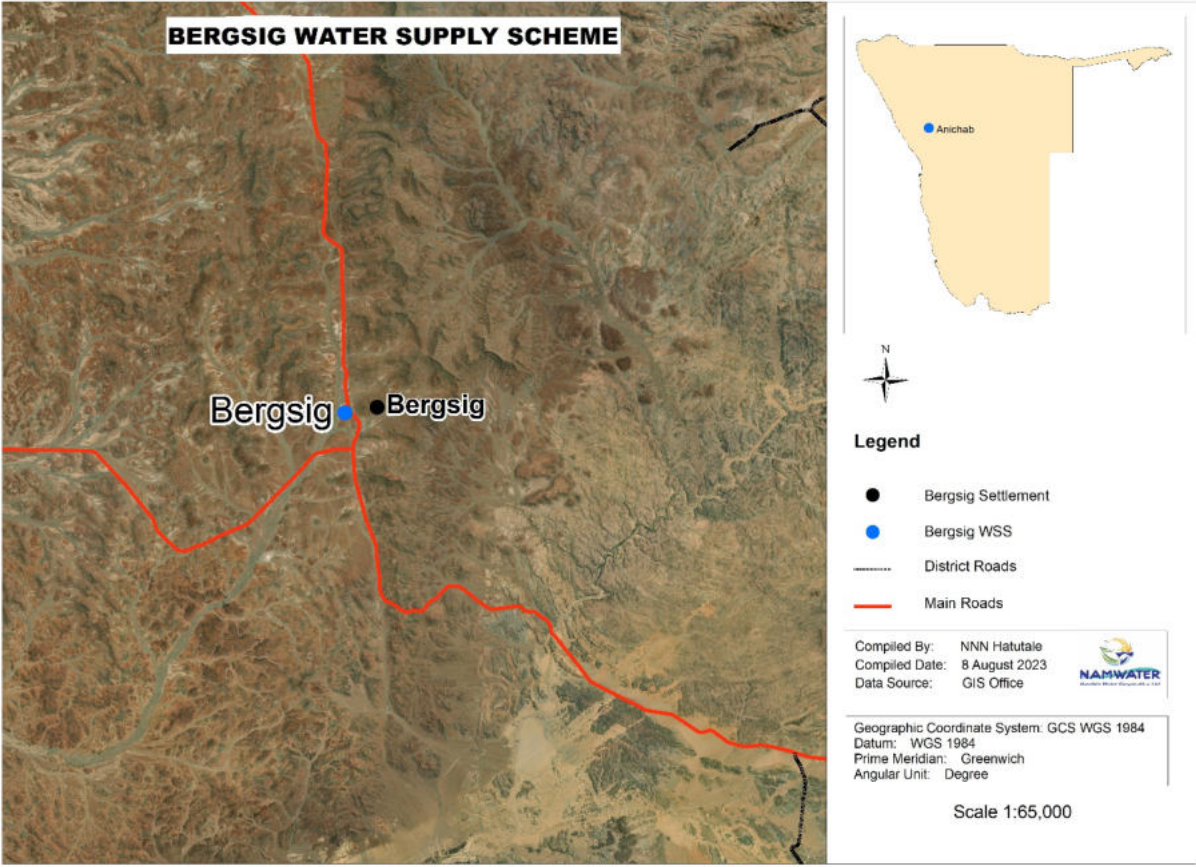 BERGSIG WATER SUPPLY SCHEME
Bergsig
Bergsig
Anichab
N
Legend
Bergsig Settlement
Bergsig WSS
District Roads
Main Roads
Compiled By: NNN Hatutale
Compiled Date: 8 August 2023
Data Source: GIS Office
NAMWATER
Geographic Coordinate System: GCS WGS 1984
Datum: WGS 1984
Prime Meridian: Greenwich
Angular Unit: Degree
Scale 1:65,000